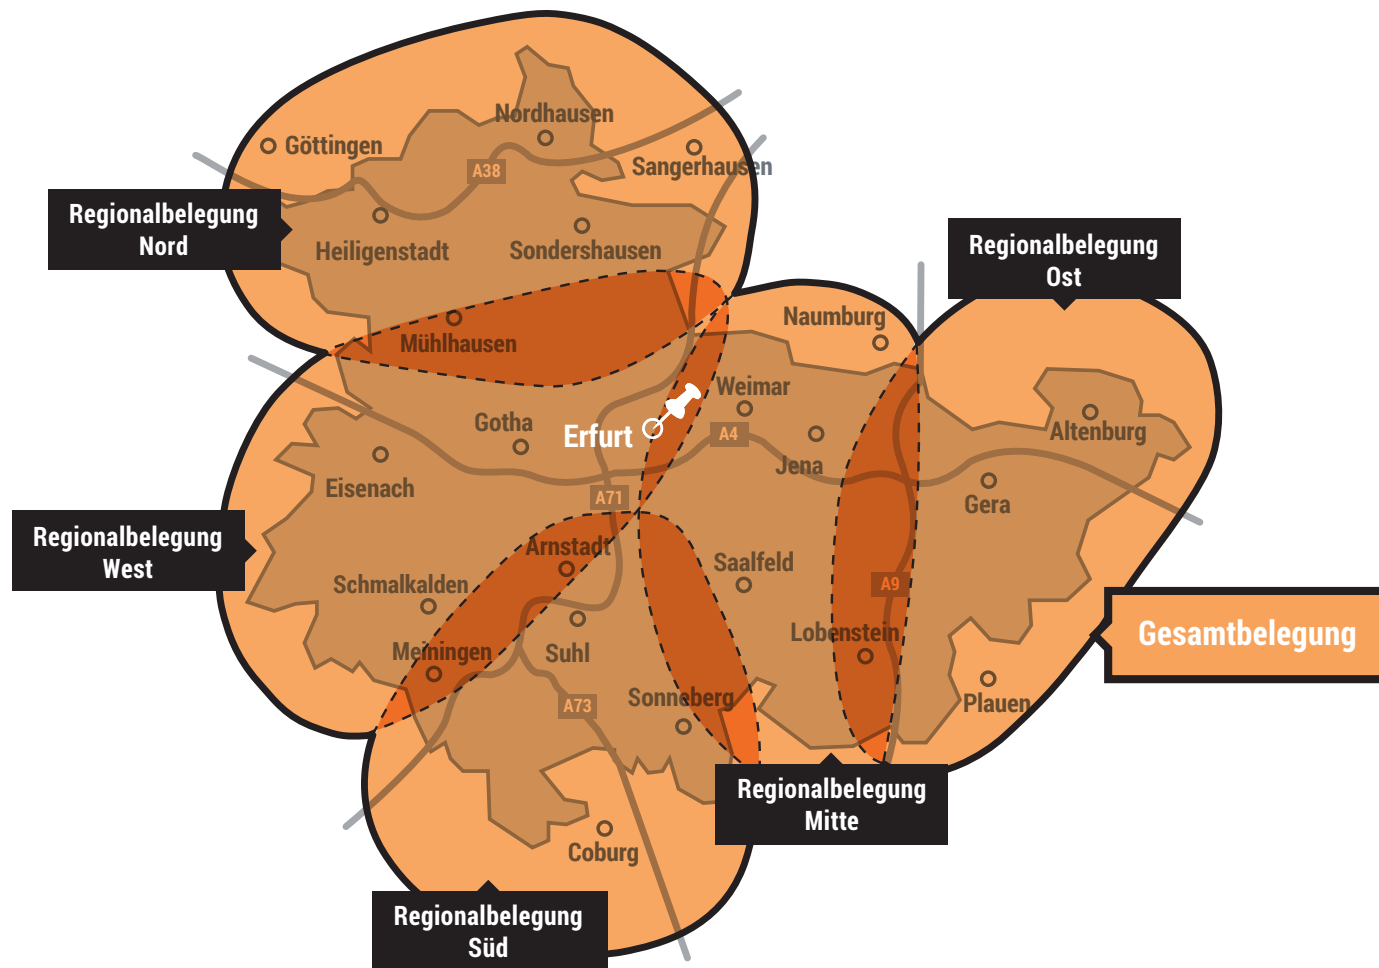 Nordhausen
Göttingen
Sangerhausen
A38
Regionalbelegung
Nord
Heiligenstadt
Sondershausen
Regionalbelegung
Ost
Naumburg
Mühlhausen
Weimar
Gotha
Erfurt
A4
Altenburg
Jena
Eisenach
A71
Gera
Regionalbelegung
West
Arnstadt
Saalfeld
Schmalkalden
A9
Lobenstein
Gesamtbelegung
Meiningen
Suhl
Sonneberg
A73
Plauen
Regionalbelegung
Mitte
Coburg
Regionalbelegung
Süd